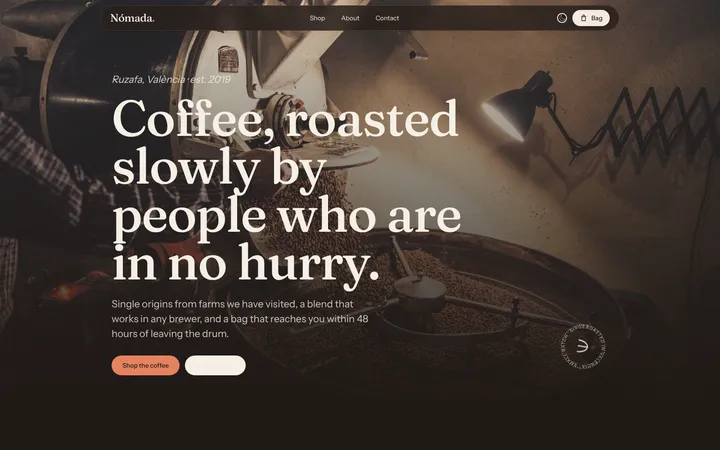 Nómada.
Shop
About
Contact
Bag
Ruzafa, València · est. 2019
Coffee, roasted
slowly by
people who are
in no hurry.
Single origins from farms we have visited, a blend that
works in any brewer, and a bag that reaches you within 48
hours of leaving the drum.
Shop the coffee